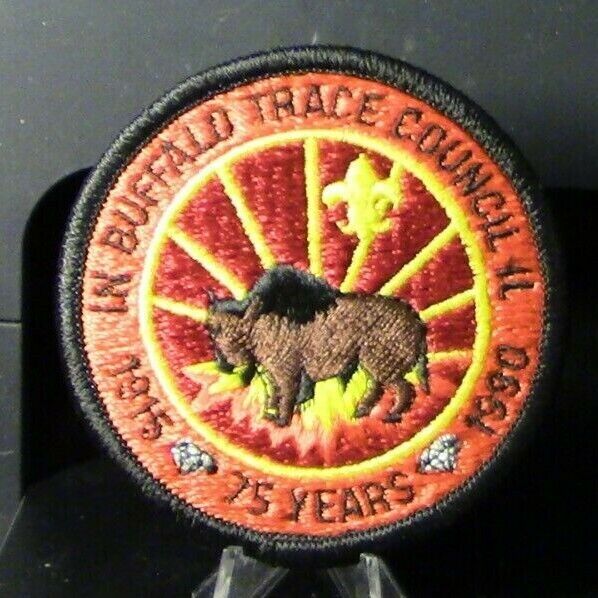 IN BUFFALO TRACE COUNCIL IL
1915 75 YEARS 1990